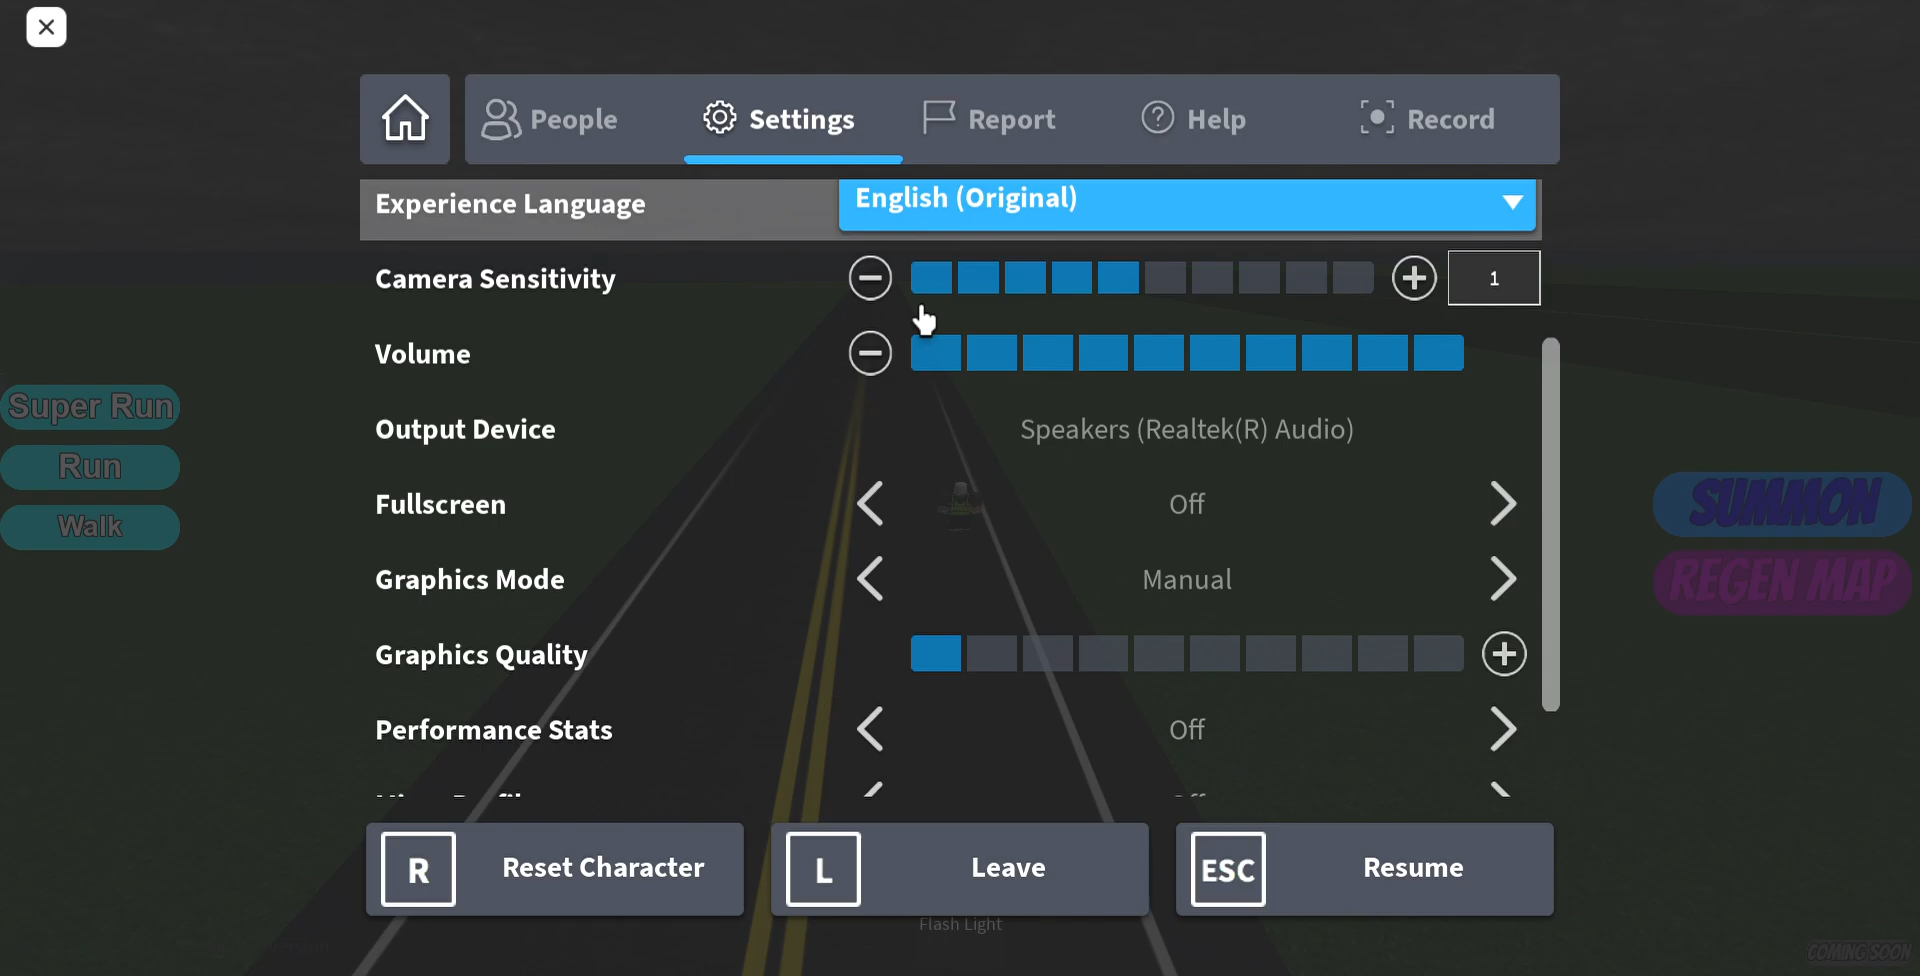 People
Settings
Report
Help
Record
Experience Language
English (Original)
Camera Sensitivity
1
Volume
Output Device
Speakers (Realtek(R) Audio)
Fullscreen
Off
Graphics Mode
Manual
Graphics Quality
Performance Stats
Off
Super Run
Run
Walk
SUMMON
REGEN MAP
R
Reset Character
L
Leave
ESC
Resume
Flash Light
COMING SOON